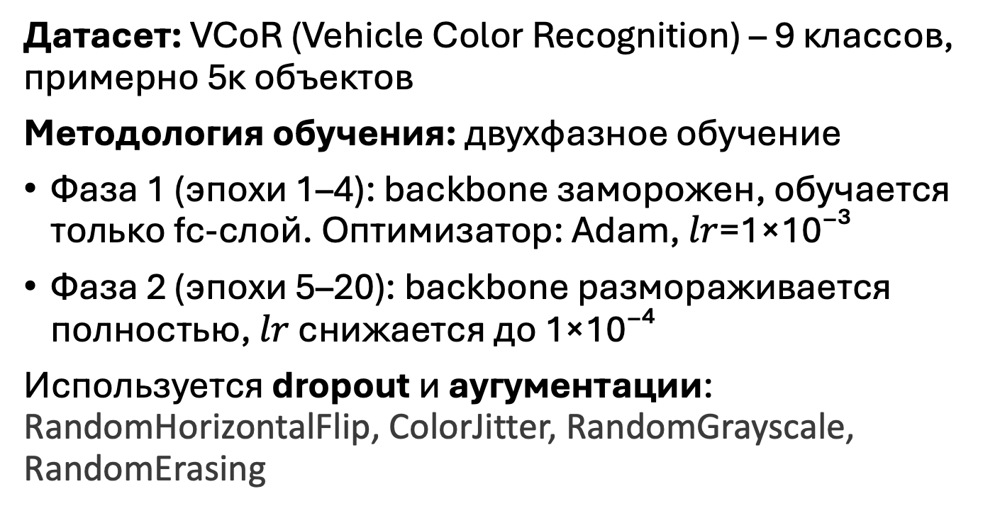 Датасет: VCoR (Vehicle Color Recognition) – 9 классов,
примерно 5к объектов
Методология обучения: двухфазное обучение
• Фаза 1 (эпохи 1–4): backbone заморожен, обучается
только fc-слой. Оптимизатор: Adam, lr=1×10⁻³
• Фаза 2 (эпохи 5–20): backbone размораживается
полностью, lr снижается до 1×10⁻⁴
Используется dropout и аугументации:
RandomHorizontalFlip, ColorJitter, RandomGrayscale,
RandomErasing